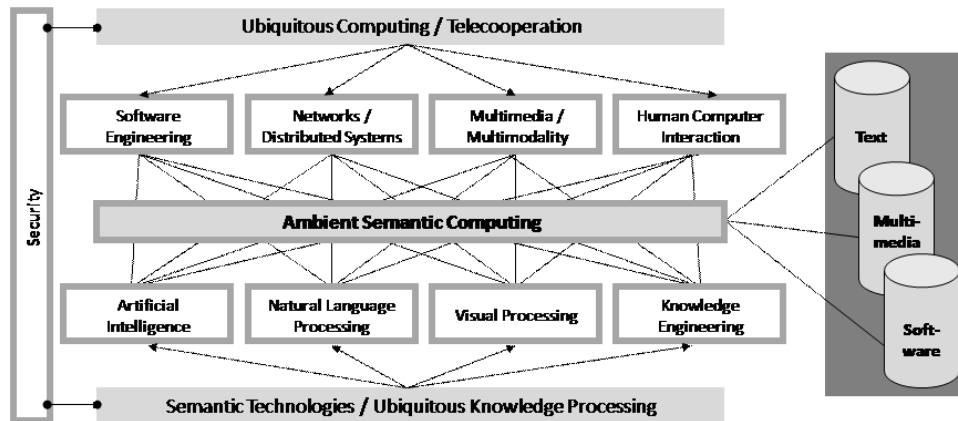 Ubiquitous Computing / Telecooperation
Security
Software
Engineering
Networks /
Distributed Systems
Multimedia /
Multimodality
Human Computer
Interaction
Text
Ambient Semantic Computing
Multi-
media
Artificial
Intelligence
Natural Language
Processing
Visual Processing
Knowledge
Engineering
Soft-
ware
Semantic Technologies / Ubiquitous Knowledge Processing